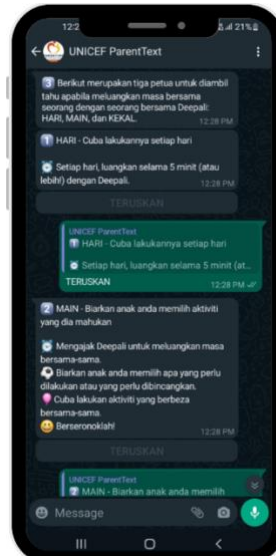 12:2
21%
UNICEF ParentText
3 Berikut merupakan tiga petua untuk diambil
tahu apabila meluangkan masa bersama
seorang dengan seorang bersama Deepali:
HARI, MAIN, dan KEKAL.
12:28 PM
1 HARI - Cuba lakukannya setiap hari
Setiap hari, luangkan selama 5 minit (atau
lebih!) dengan Deepali.
12:28 PM
TERUSKAN
UNICEF ParentText
1 HARI - Cuba lakukannya setiap hari
Setiap hari, luangkan selama 5 minit (at...
TERUSKAN
12:28 PM
2 MAIN - Biarkan anak anda memilih aktiviti
yang dia mahukan
Mengajak Deepali untuk meluangkan masa
bersama-sama.
Biarkan anak anda memilih apa yang perlu
dilakukan atau yang perlu dibincangkan.
Cuba lakukan aktiviti yang berbeza
bersama-sama.
Berseronoklah!
12:28 PM
TERUSKAN
UNICEF ParentText
2 MAIN - Biarkan anak anda memilih
Message